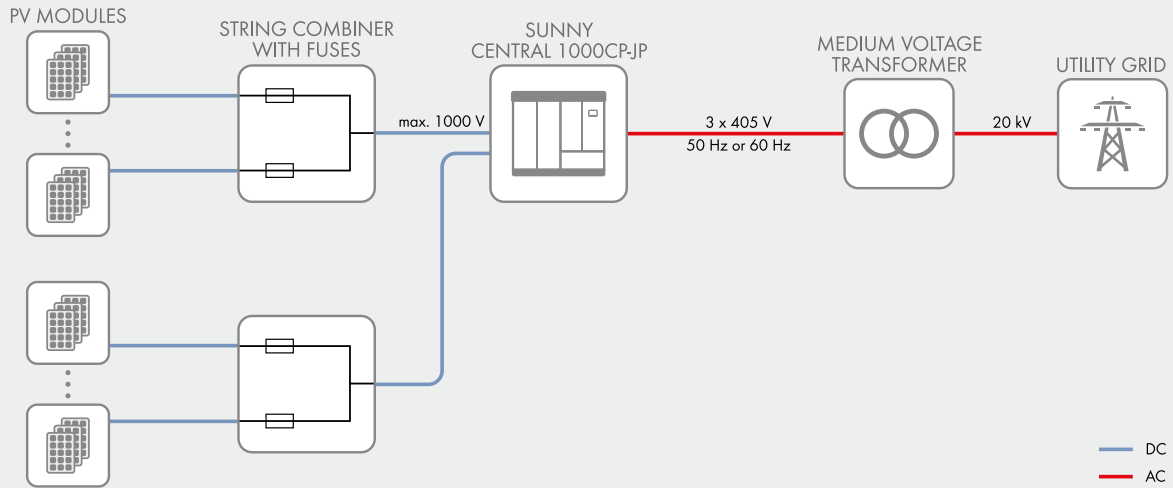 PV MODULES
STRING COMBINER
WITH FUSES
SUNNY
CENTRAL 1000CP-JP
MEDIUM VOLTAGE
TRANSFORMER
UTILITY GRID
max. 1000 V
3 x 405 V
50 Hz or 60 Hz
20 kV
DC
AC